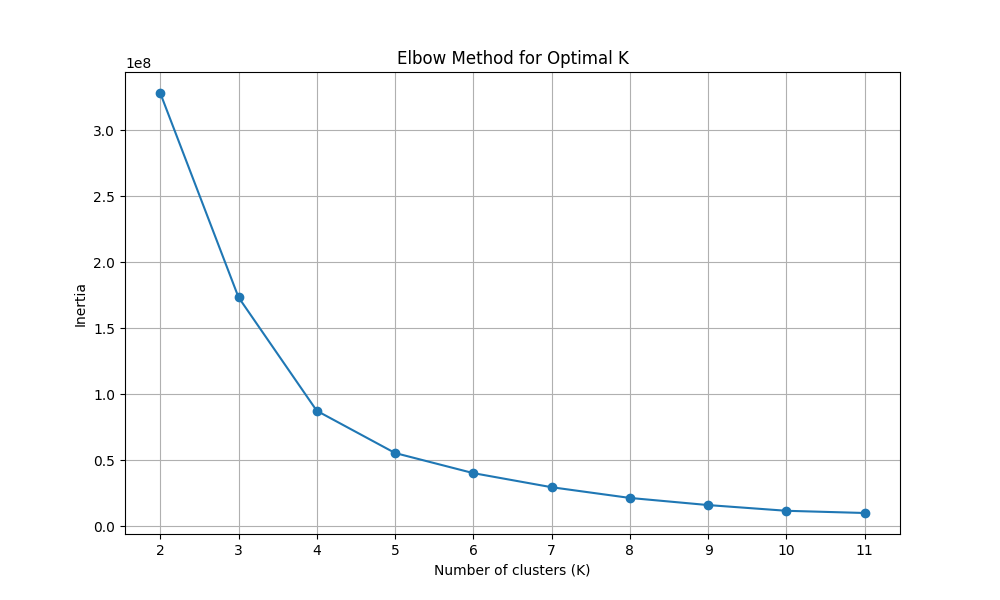 Elbow Method for Optimal K
1e8
3.0
2.5
2.0
1.5
1.0
0.5
0.0
Inertia
2 3 4 5 6 7 8 9 10 11
Number of clusters (K)